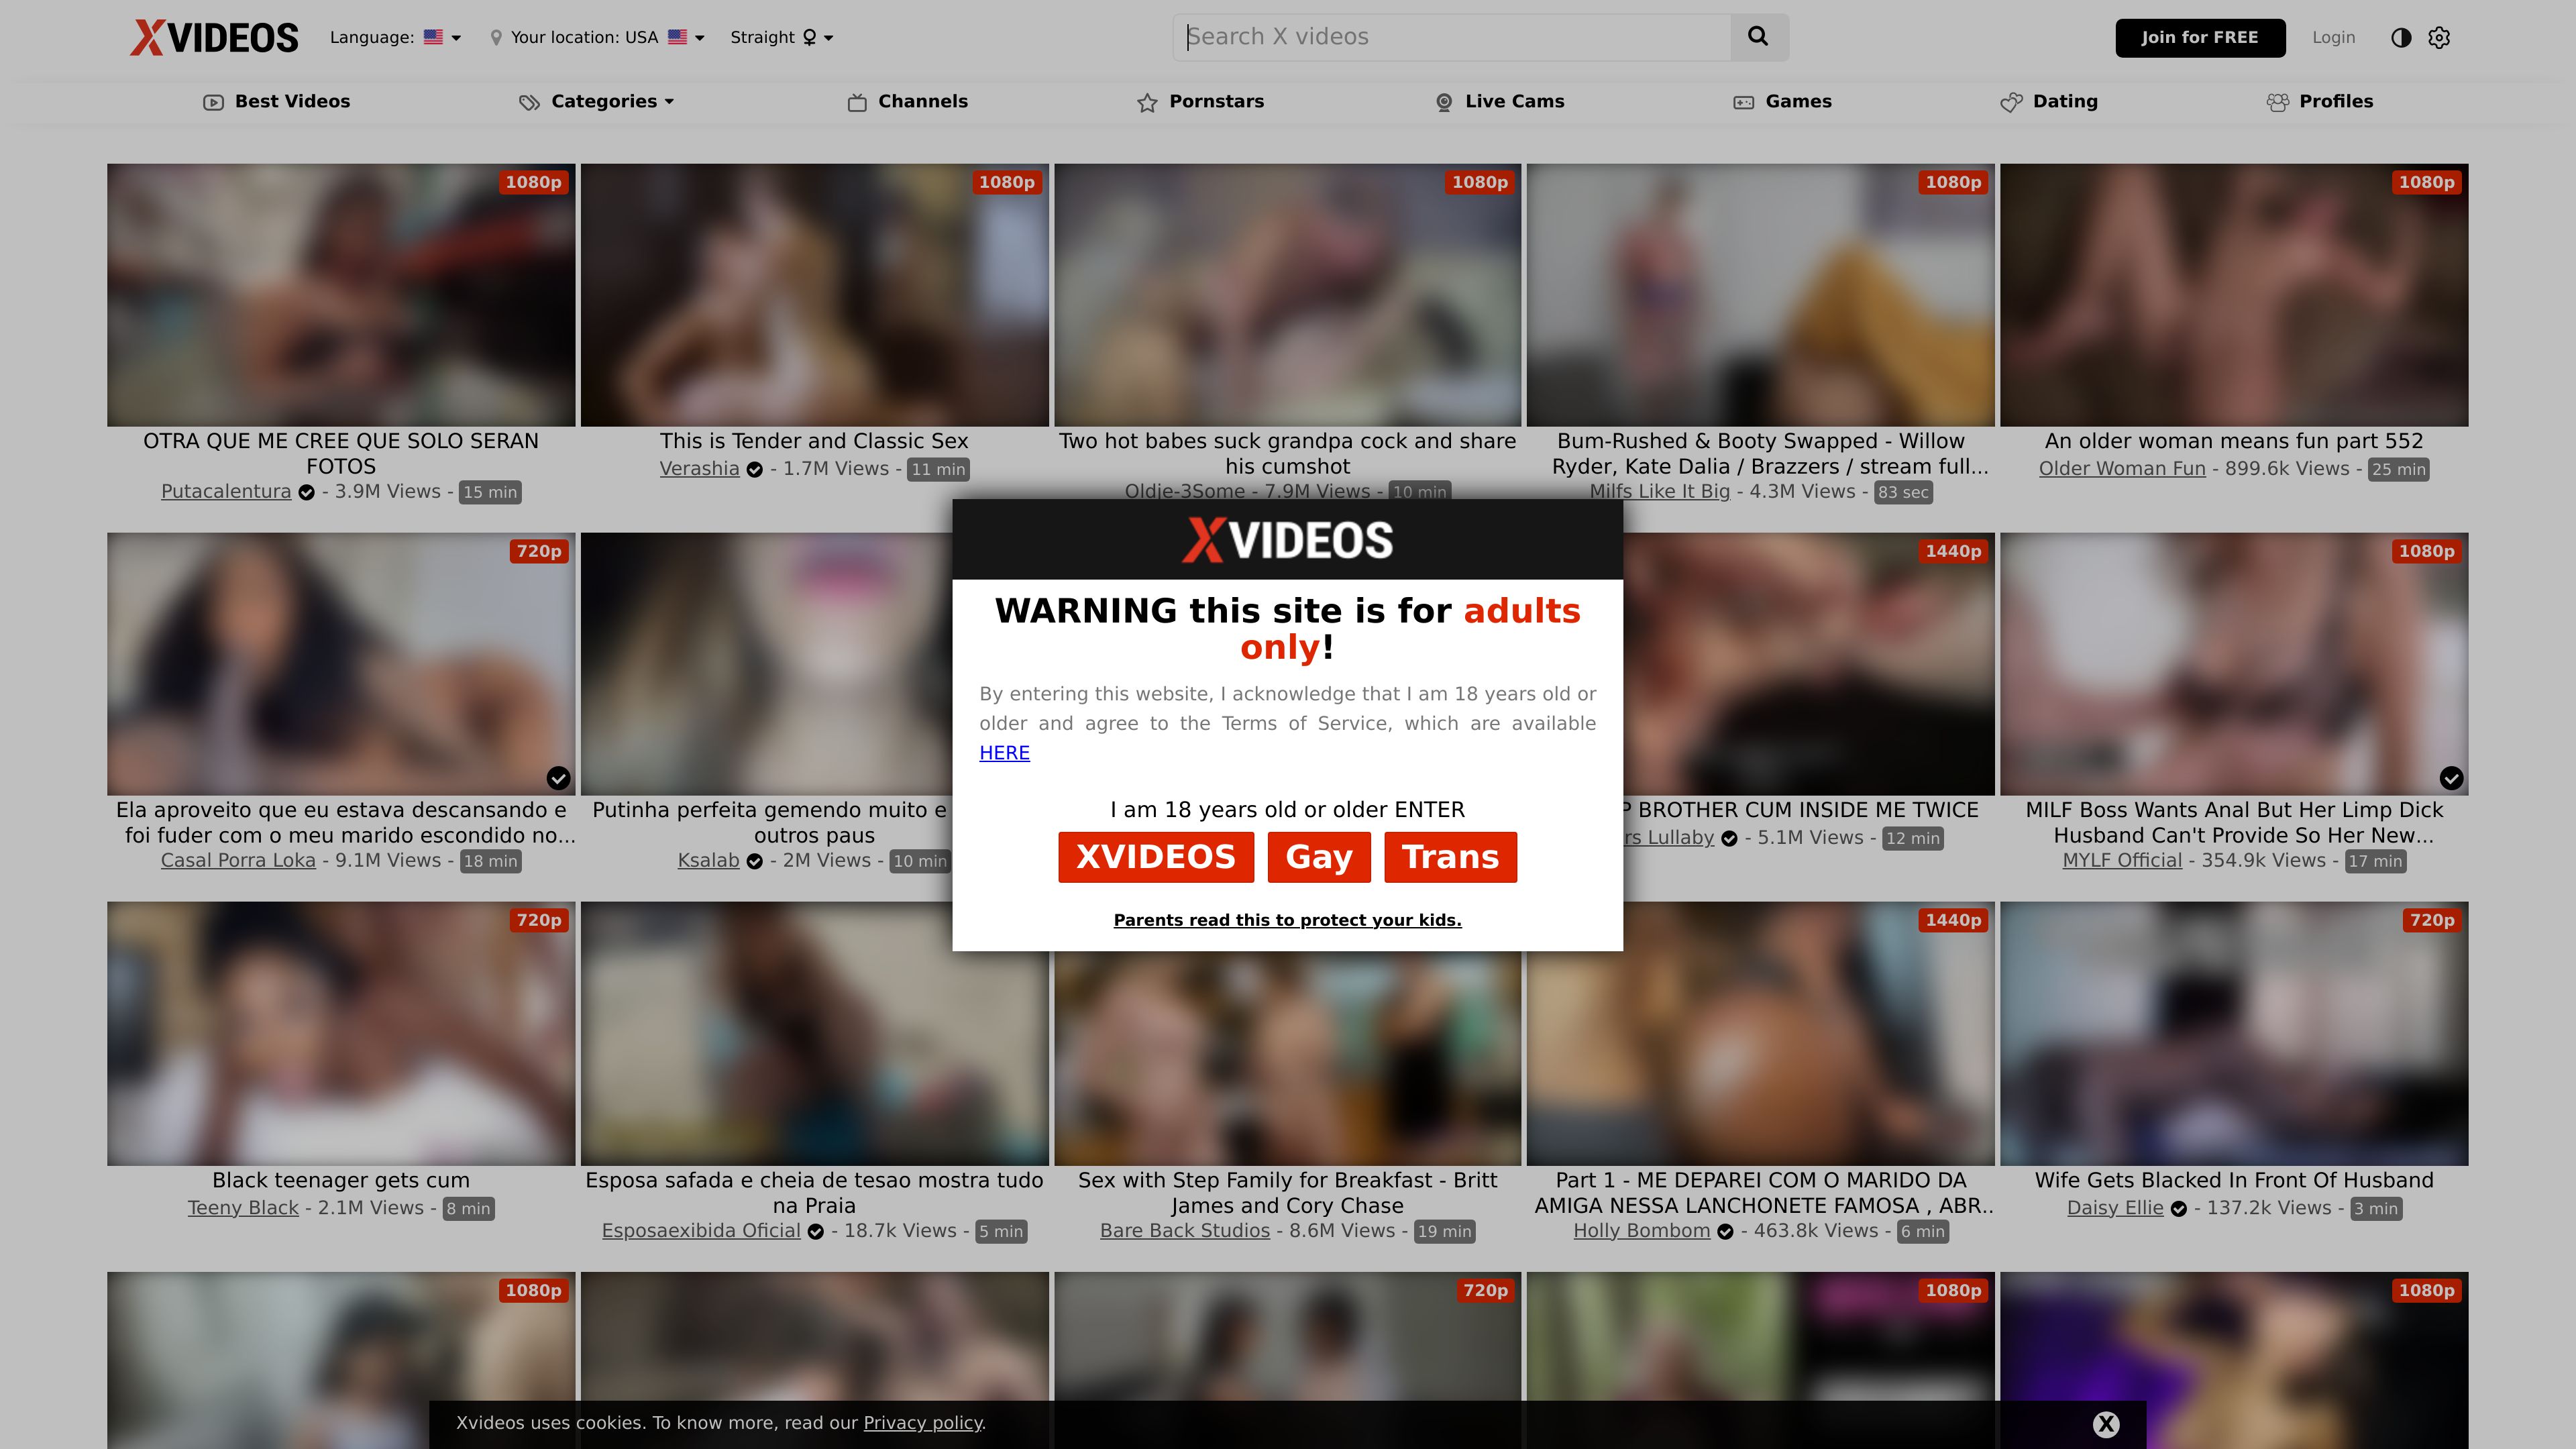 XVIDEOS
Language:
Your location: USA
Straight
Search X videos
Join for FREE
Login
Best Videos
Categories
Channels
Pornstars
Live Cams
Games
Dating
Profiles
1080p
1080p
1080p
1080p
1080p
OTRA QUE ME CREE QUE SOLO SERAN
FOTOS
Putacalentura - 3.9M Views - 15 min
This is Tender and Classic Sex
Verashia - 1.7M Views - 11 min
Two hot babes suck grandpa cock and share
his cumshot
Oldje-3Some - 7.9M Views - 10 min
Bum-Rushed & Booty Swapped - Willow
Ryder, Kate Dalia / Brazzers / stream full...
Milfs Like It Big - 4.3M Views - 83 sec
An older woman means fun part 552
Older Woman Fun - 899.6k Views - 25 min
XVIDEOS
WARNING this site is for adults
only!
By entering this website, I acknowledge that I am 18 years old or
older and agree to the Terms of Service, which are available
HERE
I am 18 years old or older ENTER
XVIDEOS
Gay
Trans
Parents read this to protect your kids.
720p
1440p
1080p
Ela aproveito que eu estava descansando e
foi fuder com o meu marido escondido no...
Casal Porra Loka - 9.1M Views - 18 min
Putinha perfeita gemendo muito e
outros paus
Ksalab - 2M Views - 10 min
BROTHER CUM INSIDE ME TWICE
Lullaby - 5.1M Views - 12 min
MILF Boss Wants Anal But Her Limp Dick
Husband Can't Provide So Her New...
MYLF Official - 354.9k Views - 17 min
720p
1440p
720p
Black teenager gets cum
Teeny Black - 2.1M Views - 8 min
Esposa safada e cheia de tesao mostra tudo
na Praia
Esposaexibida Oficial - 18.7k Views - 5 min
Sex with Step Family for Breakfast - Britt
James and Cory Chase
Bare Back Studios - 8.6M Views - 19 min
Part 1 - ME DEPAREI COM O MARIDO DA
AMIGA NESSA LANCHONETE FAMOSA , ABR..
Holly Bombom - 463.8k Views - 6 min
Wife Gets Blacked In Front Of Husband
Daisy Ellie - 137.2k Views - 3 min
1080p
720p
1080p
1080p
Xvideos uses cookies. To know more, read our Privacy policy.
X